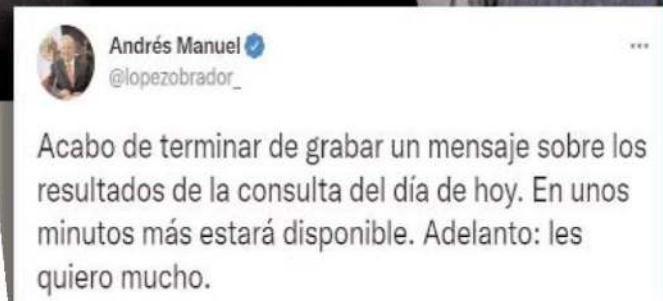 Andrés Manuel
@lopezobrador_
Acabo de terminar de grabar un mensaje sobre los
resultados de la consulta del día de hoy. En unos
minutos más estará disponible. Adelanto: les
quiero mucho.